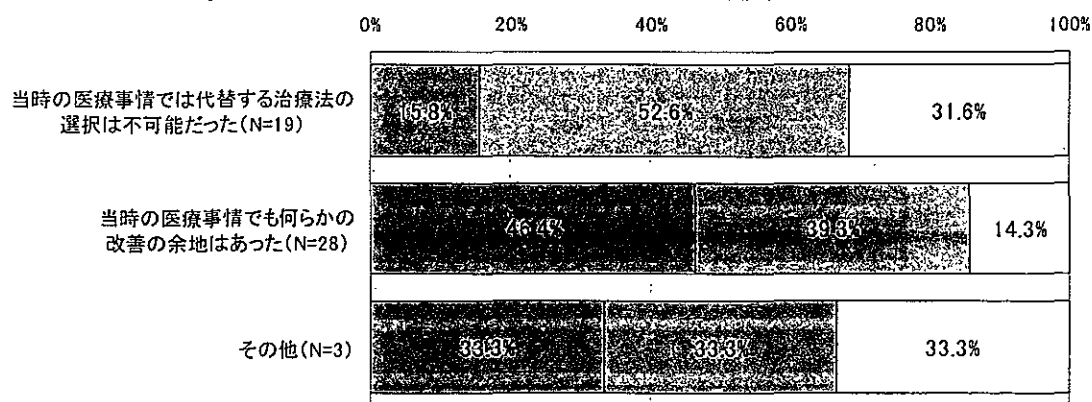 0% 20% 40% 60% 80% 100%
当時の医療事情では代替する治療法の
選択は不可能だった(N=19)
15.8% 52.6% 31.6%
当時の医療事情でも何らかの
改善の余地はあった(N=28)
46.4% 39.3% 14.3%
その他(N=3)
33.3% 33.3% 33.3%